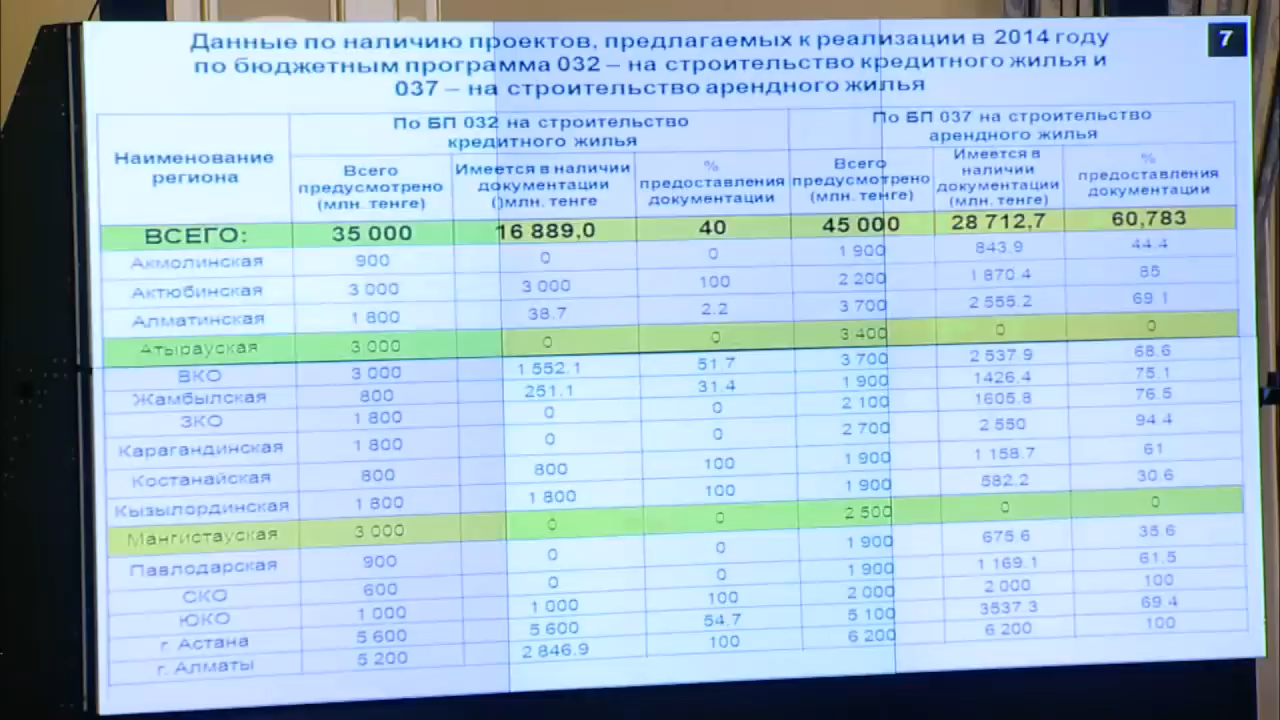 7
Данные по наличию проектов, предлагаемых к реализации в 2014 году
по бюджетным программа 032 – на строительство кредитного жилья и
037 – на строительство арендного жилья
Наименование
региона
По БП 032 на строительство
кредитного жилья
По БП 037 на строительство
арендного жилья
Всего
предусмотрено
(млн. тенге)
Имеется в наличии
документации
()млн. тенге
%
предоставления
документации
Всего
предусмотрено
(млн. тенге)
Имеется в
наличии
документации
(млн. тенге)
%
предоставления
документации
ВСЕГО: 35 000 16 889,0 40 45 000 28 712,7 60,783
Акмолинская 900 0 0 1 900 843.9 44.4
Актюбинская 3 000 3 000 100 2 200 1 870.4 85
Алматинская 1 800 38.7 2.2 3 700 2 555.2 69.1
Атырауская 3 000 0 0 3 400 0 0
ВКО 3 000 1 552.1 51.7 3 700 2 537.9 68.6
Жамбылская 800 251.1 31.4 1 900 1426.4 75.1
ЗКО 1 800 0 0 2 100 1605.8 76.5
Карагандинская 1 800 0 0 2 700 2 550 94.4
Костанайская 800 800 100 1 900 1 158.7 61
Кызылординская 1 800 1 800 100 1 900 582.2 30.6
Мангистауская 3 000 0 0 2 500 0 0
Павлодарская 900 0 0 1 900 675.6 35.6
СКО 600 0 0 1 900 1 169.1 61.5
ЮКО 1 000 1 000 100 2 000 2 000 100
г. Астана 5 600 5 600 54.7 5 100 3537.3 69.4
г. Алматы 5 200 2 846.9 100 6 200 6 200 100